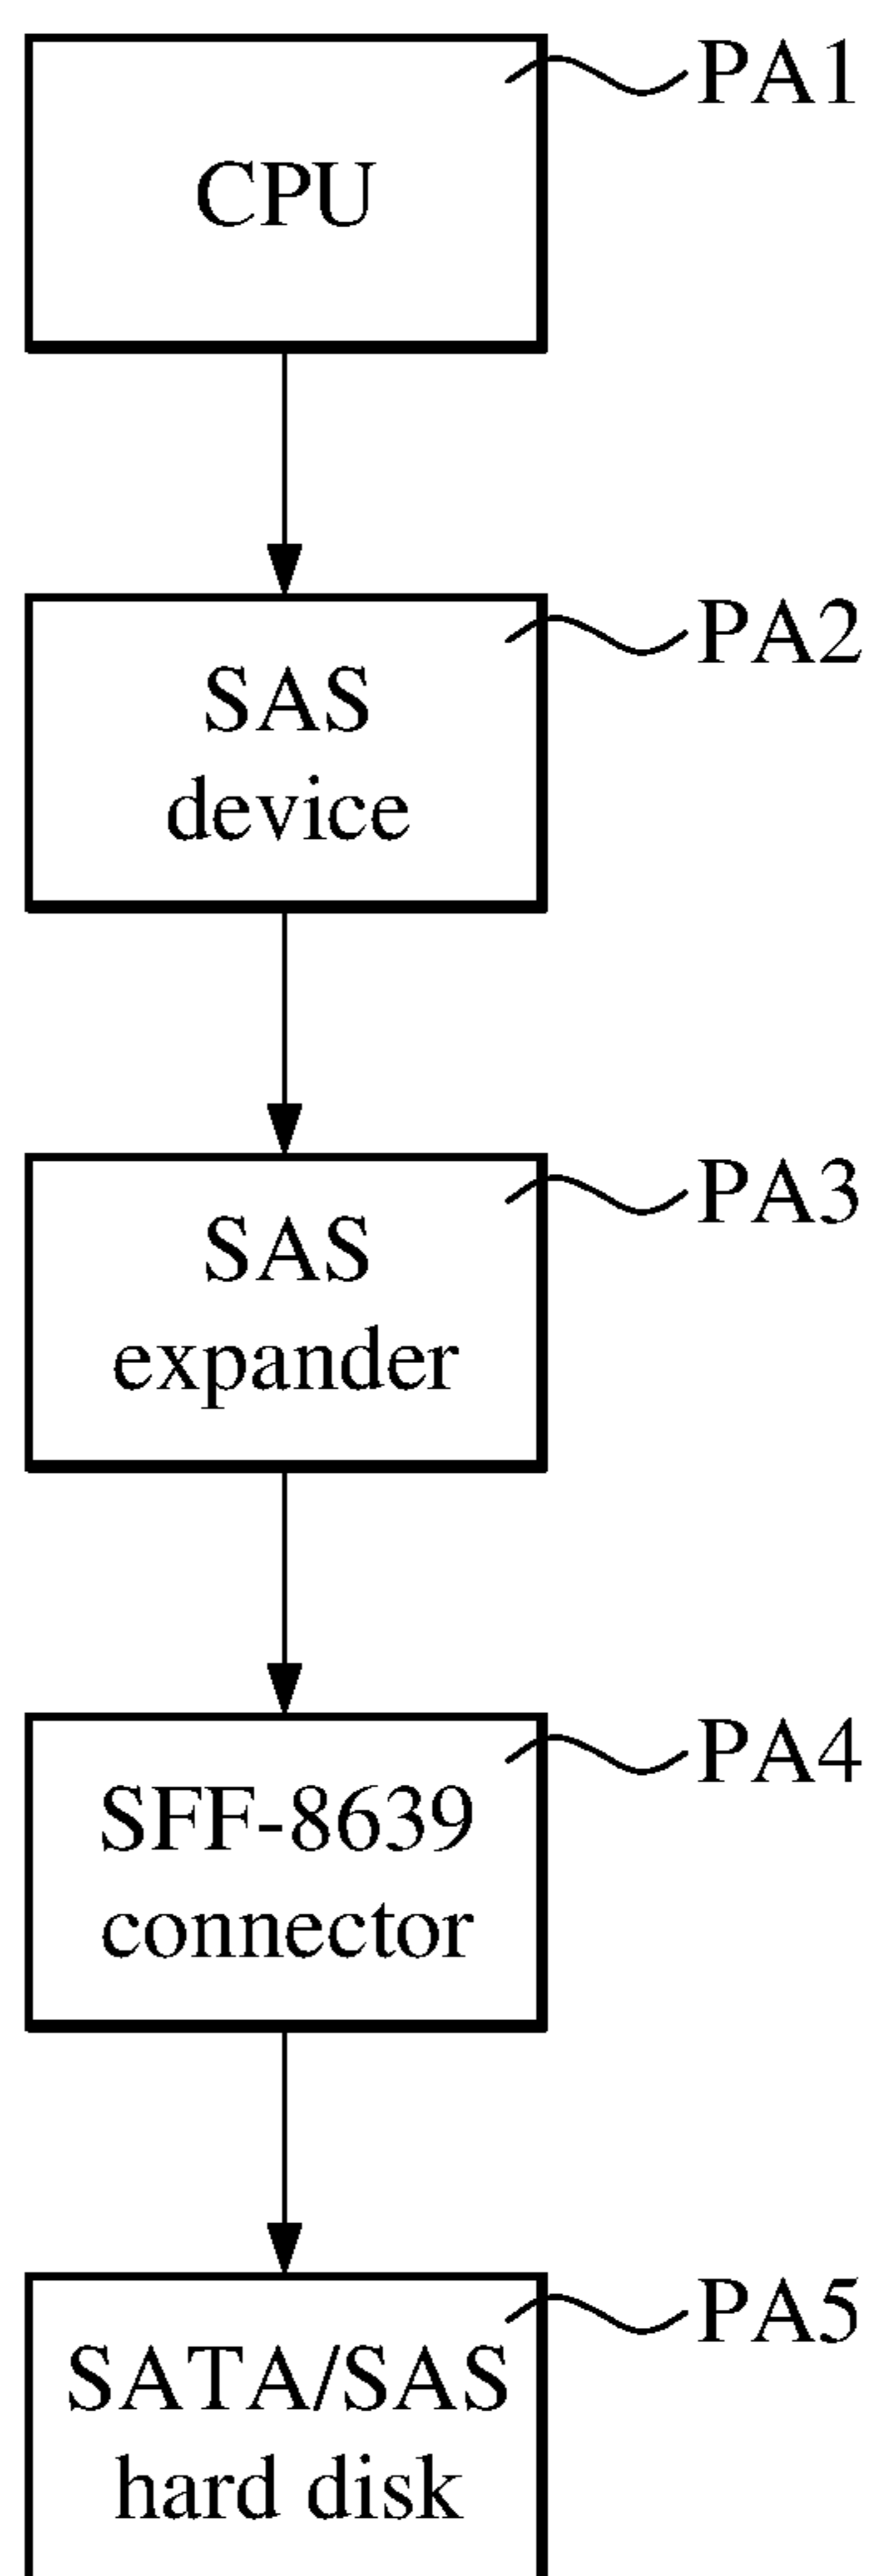 PA1
CPU
PA2
SAS
device
PA3
SAS
expander
PA4
SFF-8639
connector
PA5
SATA/SAS
hard disk